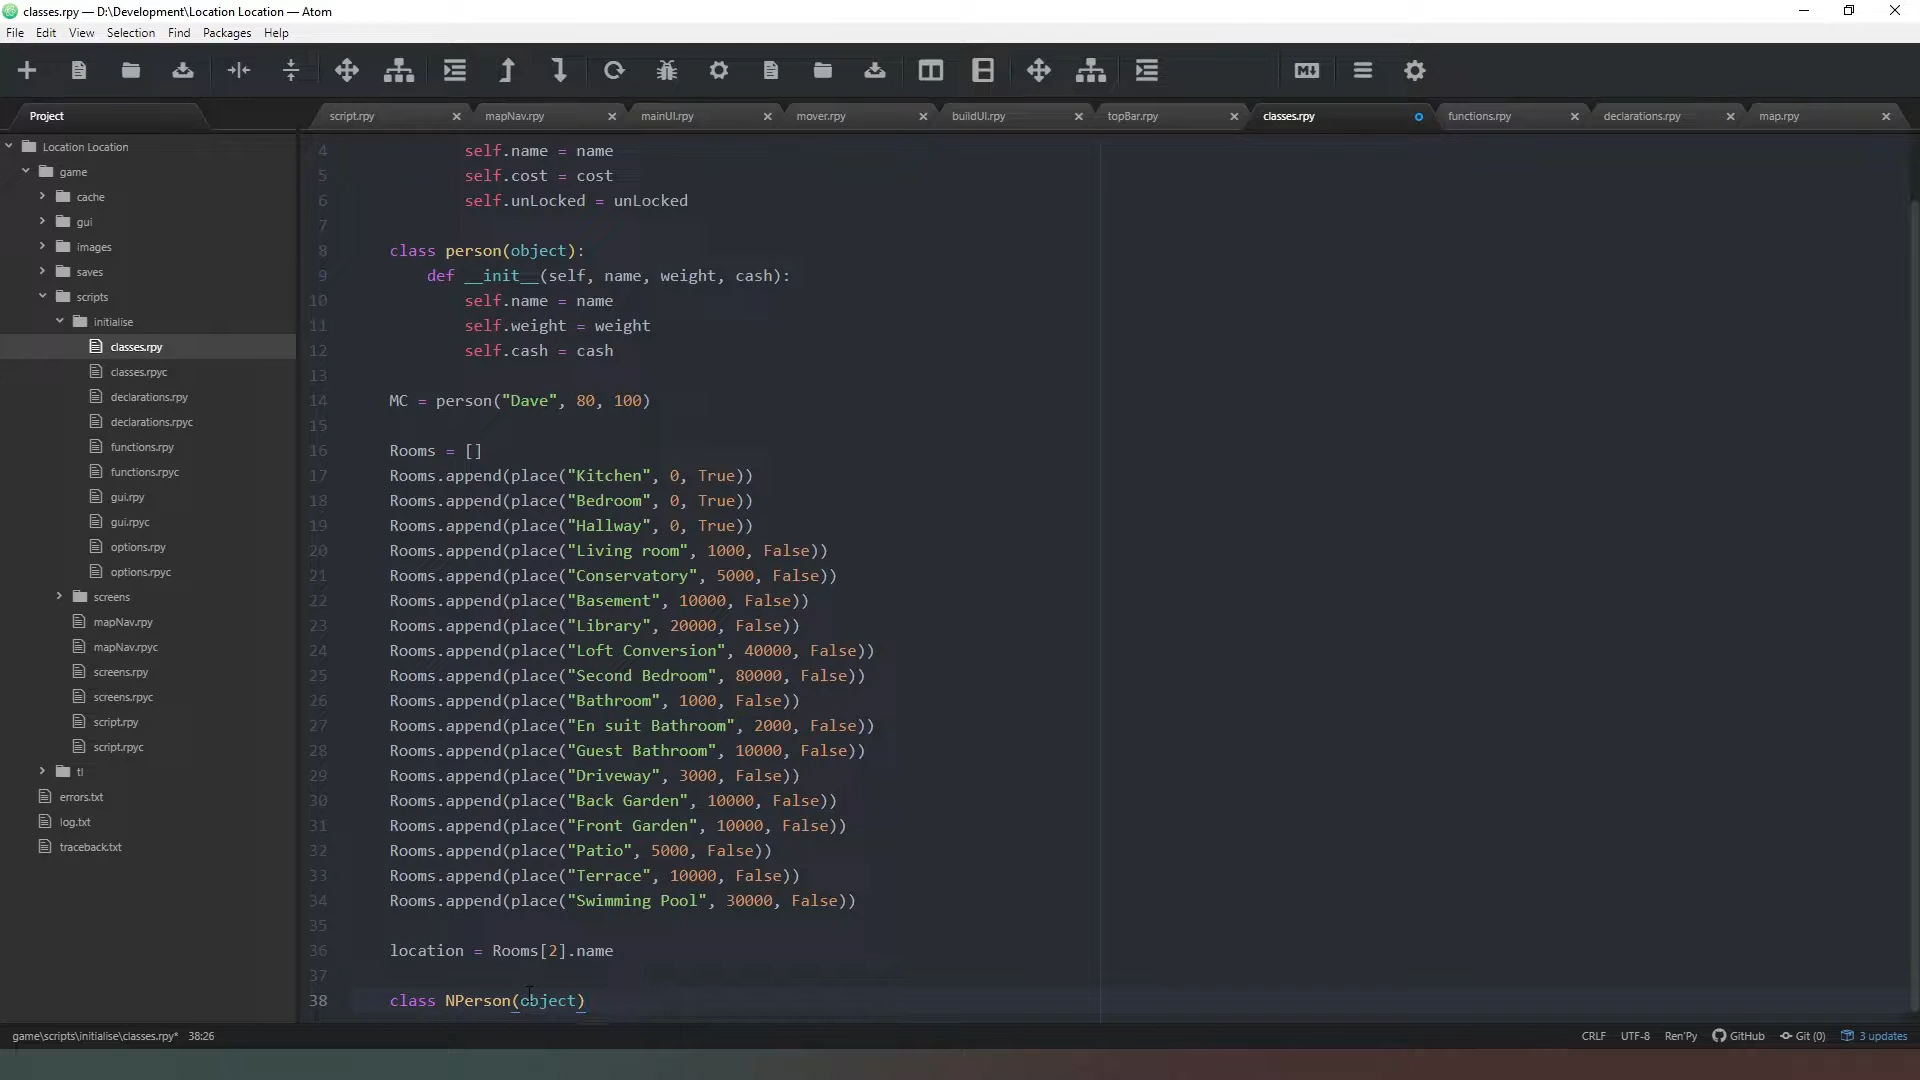 classes.rpy — D:\Development\Location Location — Atom
File Edit View Selection Find Packages Help
Project
script.rpy mapNav.rpy mainUI.rpy mover.rpy buildUI.rpy topBar.rpy classes.rpy functions.rpy declarations.rpy map.rpy
Location Location
game
cache
gui
images
saves
scripts
initialise
classes.rpy
classes.rpyc
declarations.rpy
declarations.rpyc
functions.rpy
functions.rpyc
gui.rpy
gui.rpyc
options.rpy
options.rpyc
screens
mapNav.rpy
mapNav.rpyc
screens.rpy
screens.rpyc
script.rpy
script.rpyc
tl
errors.txt
log.txt
traceback.txt
4 self.name = name
5 self.cost = cost
6 self.unLocked = unLocked
7
8 class person(object):
9 def __init__(self, name, weight, cash):
10 self.name = name
11 self.weight = weight
12 self.cash = cash
13
14 MC = person("Dave", 80, 100)
15
16 Rooms = []
17 Rooms.append(place("Kitchen", 0, True))
18 Rooms.append(place("Bedroom", 0, True))
19 Rooms.append(place("Hallway", 0, True))
20 Rooms.append(place("Living room", 1000, False))
21 Rooms.append(place("Conservatory", 5000, False))
22 Rooms.append(place("Basement", 10000, False))
23 Rooms.append(place("Library", 20000, False))
24 Rooms.append(place("Loft Conversion", 40000, False))
25 Rooms.append(place("Second Bedroom", 80000, False))
26 Rooms.append(place("Bathroom", 1000, False))
27 Rooms.append(place("En suit Bathroom", 2000, False))
28 Rooms.append(place("Guest Bathroom", 10000, False))
29 Rooms.append(place("Driveway", 3000, False))
30 Rooms.append(place("Back Garden", 10000, False))
31 Rooms.append(place("Front Garden", 10000, False))
32 Rooms.append(place("Patio", 5000, False))
33 Rooms.append(place("Terrace", 10000, False))
34 Rooms.append(place("Swimming Pool", 30000, False))
35
36 location = Rooms[2].name
37
38 class NPerson(object)
game\scripts\initialise\classes.rpy* 38:26 CRLF UTF-8 Ren'Py GitHub Git (0) 3 updates